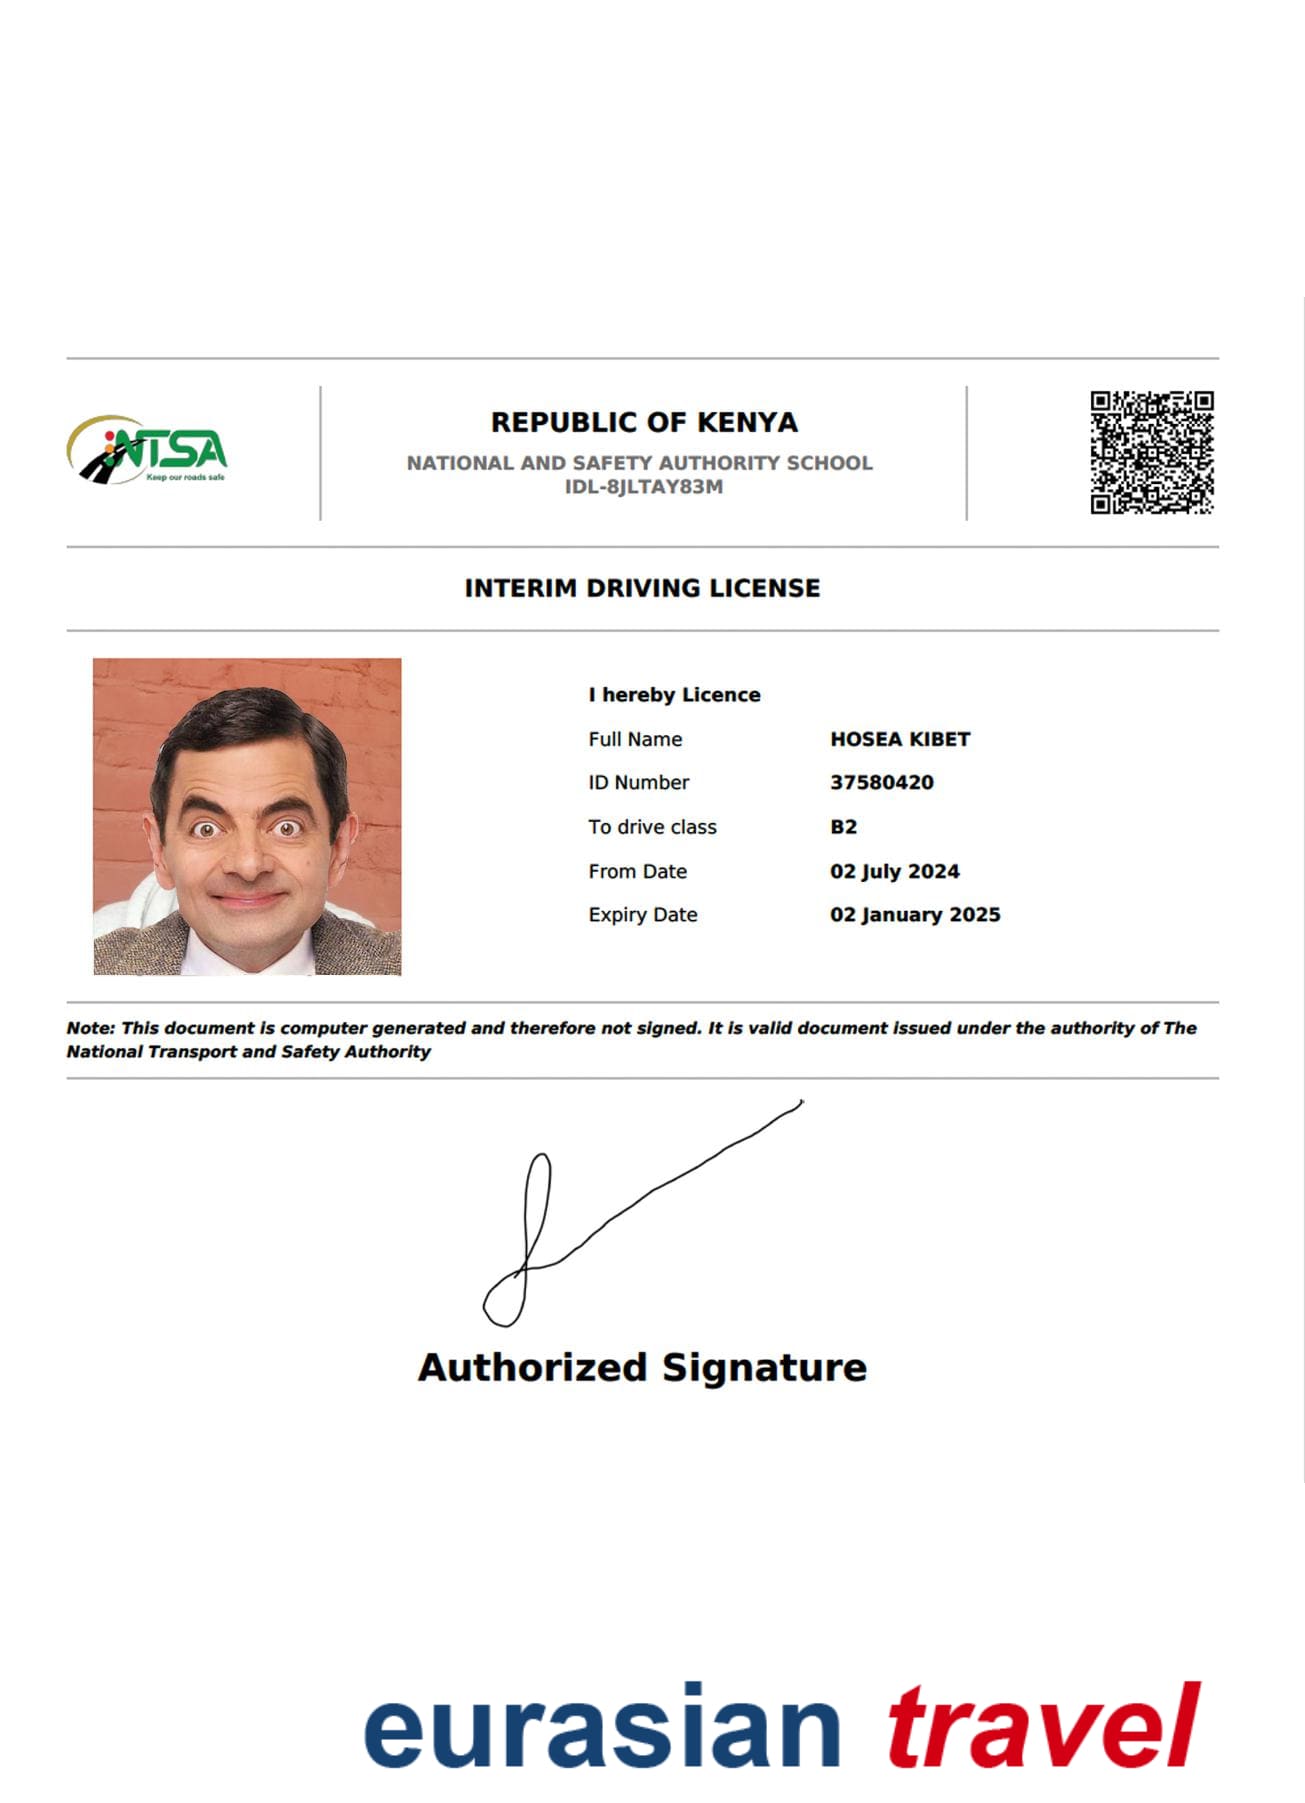 NTSA
Keep our roads safe
REPUBLIC OF KENYA
NATIONAL AND SAFETY AUTHORITY SCHOOL
IDL-8JLTAY83M
INTERIM DRIVING LICENSE
I hereby Licence
Full Name HOSEA KIBET
ID Number 37580420
To drive class B2
From Date 02 July 2024
Expiry Date 02 January 2025
Note: This document is computer generated and therefore not signed. It is valid document issued under the authority of The
National Transport and Safety Authority
Authorized Signature
eurasian travel